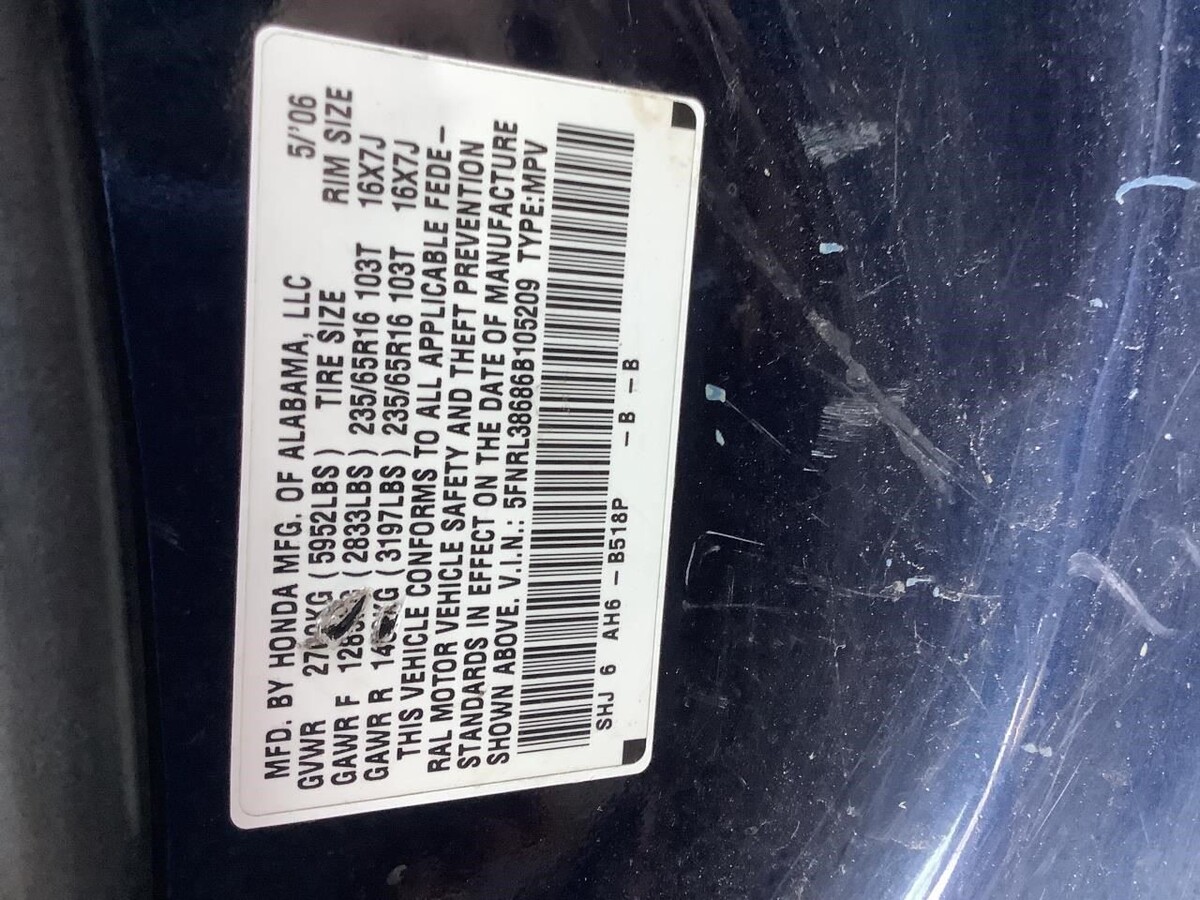 MFD. BY HONDA MFG. OF ALABAMA, LLC 5/'06
GVWR (5952LBS) TIRE SIZE RIM SIZE
GAWR F (2833LBS) 235/65R16 103T 16X7J
GAWR R (3197LBS) 235/65R16 103T 16X7J
THIS VEHICLE CONFORMS TO ALL APPLICABLE FEDE-
RAL MOTOR VEHICLE SAFETY AND THEFT PREVENTION
STANDARDS IN EFFECT ON THE DATE OF MANUFACTURE
SHOWN ABOVE. V.I.N.: 5FNRL38686B105209 TYPE:MPV
SHJ 6 AH6 - B518P - B - B